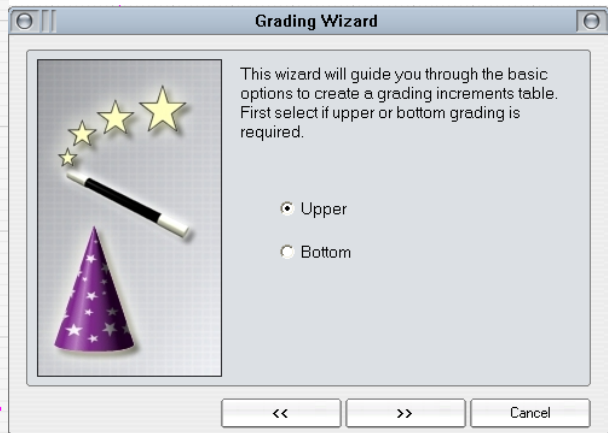 Grading Wizard
This wizard will guide you through the basic
options to create a grading increments table.
First select if upper or bottom grading is
required.
Upper
Bottom
<<
>>
Cancel